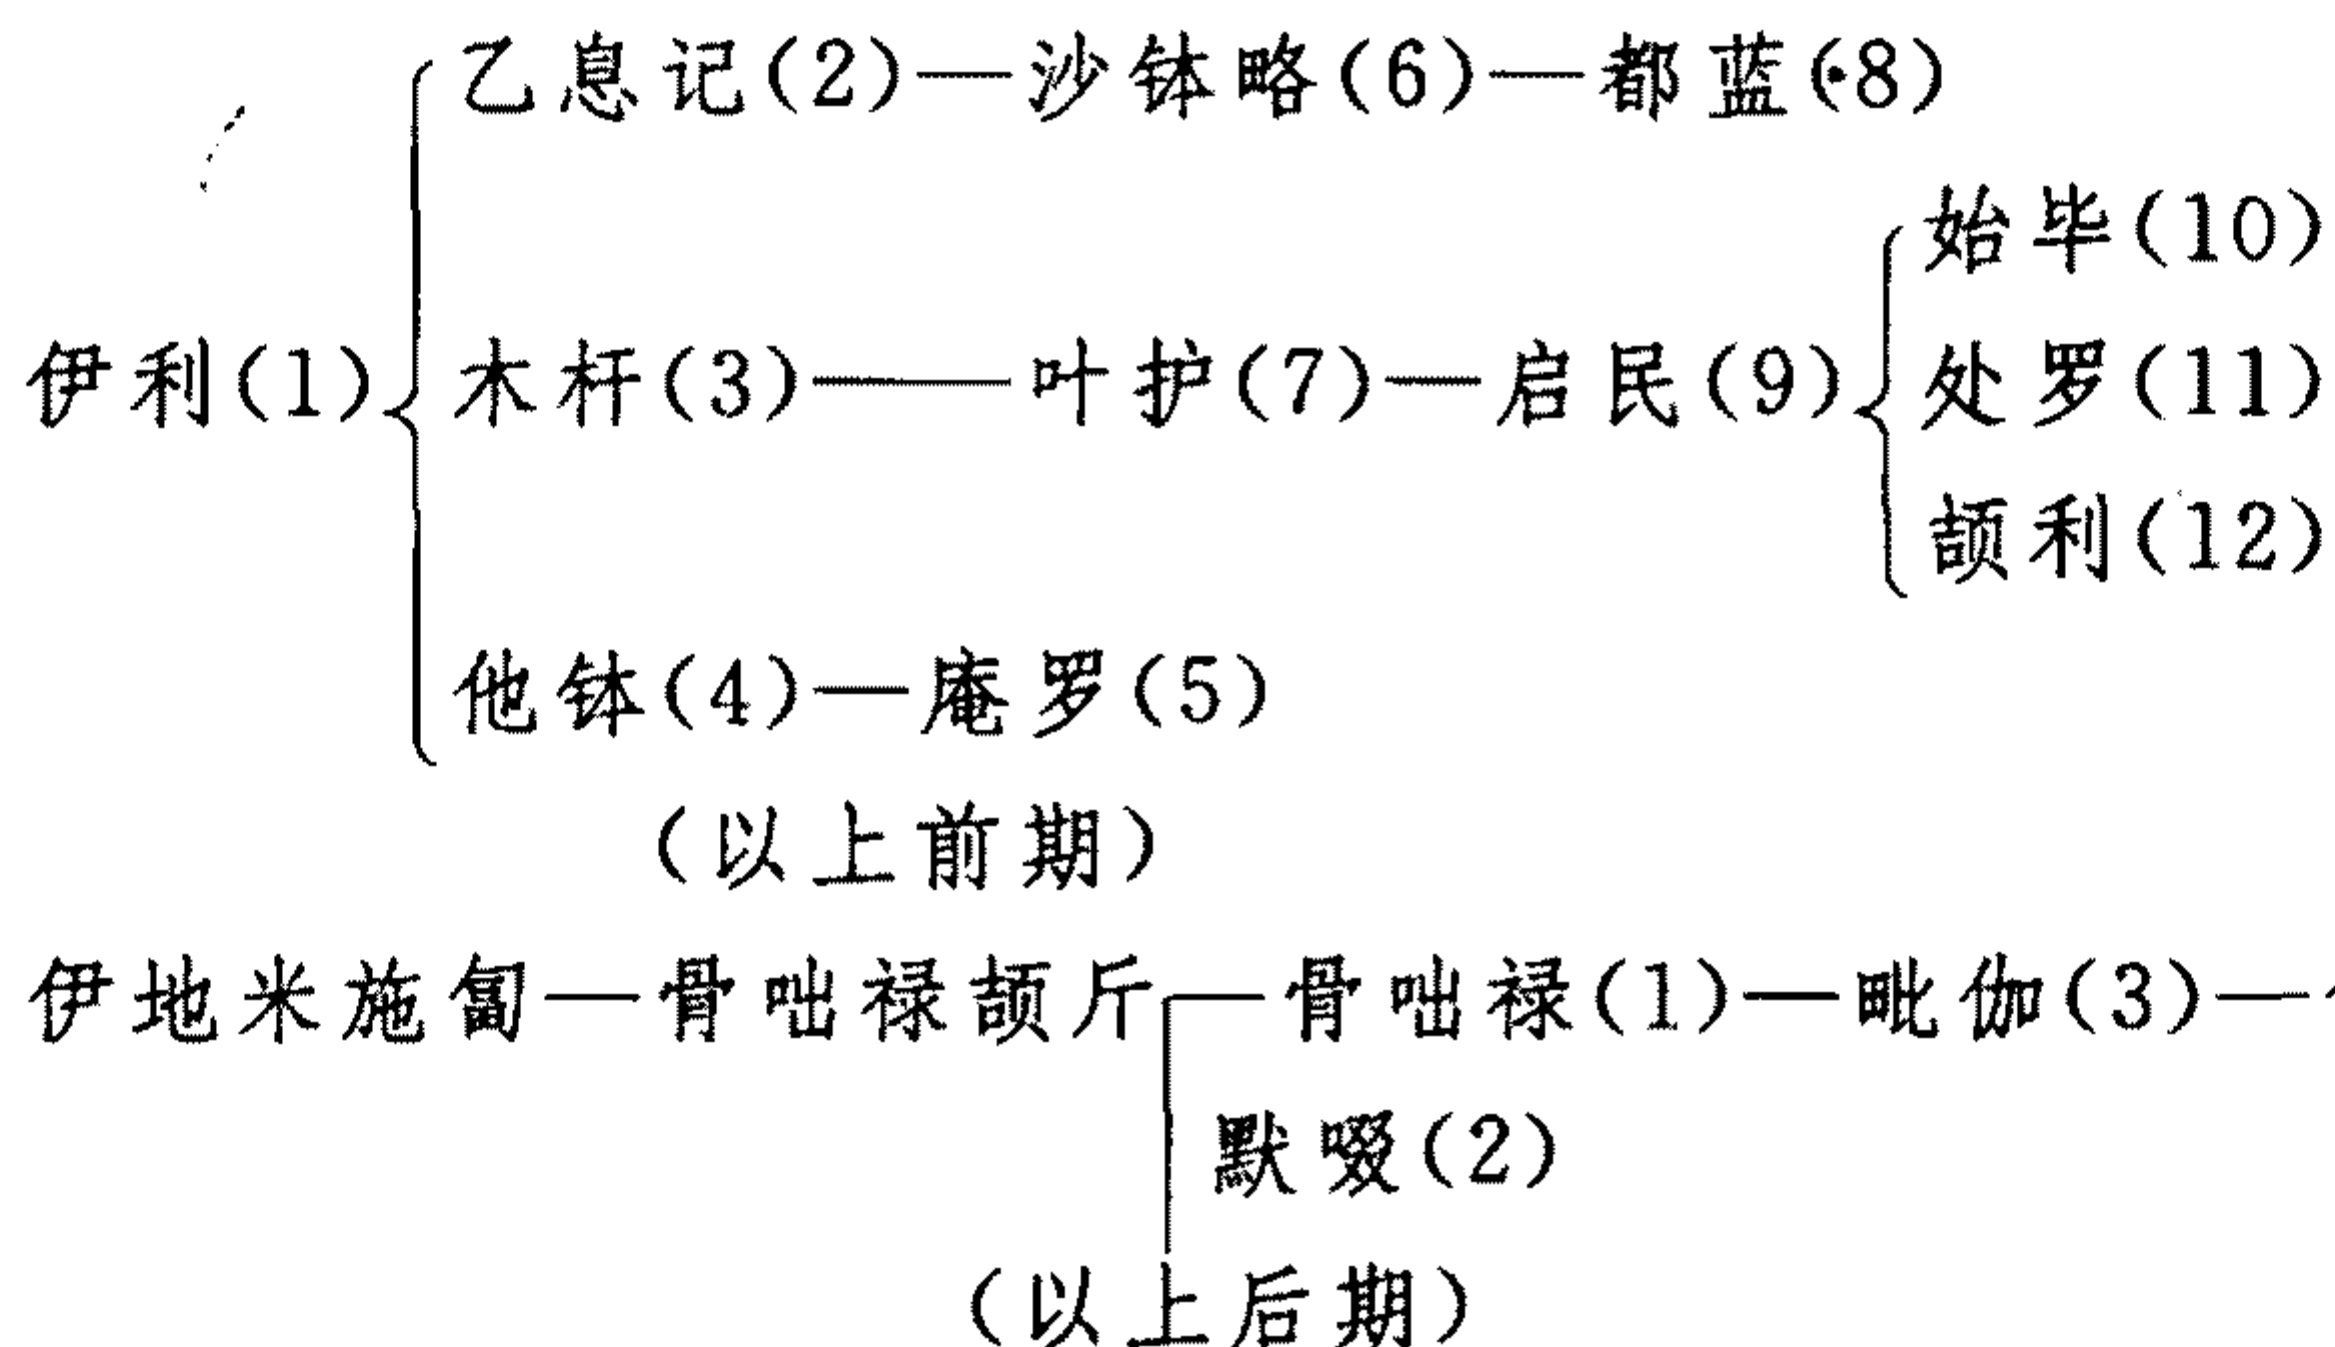 乙息记(2)—沙钵略(6)—都蓝(8)
始毕(10)
伊利(1) 木杆(3)——叶护(7)—启民(9) 处罗(11)
颉利(12)
他钵(4)—庵罗(5)
(以上前期)
伊地米施匐—骨咄禄颉斤—骨咄禄(1)—毗伽(3)—
默啜(2)
(以上后期)